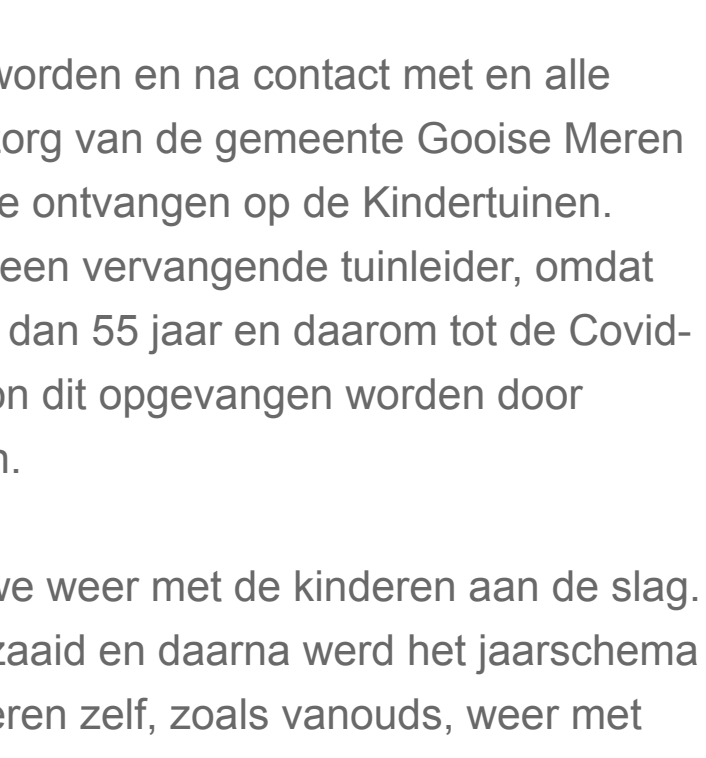 worden en na contact met en alle
zorg van de gemeente Gooise Meren
e ontvangen op de Kindertuinen.
een vervangende tuinleider, omdat
dan 55 jaar en daarom tot de Covid-
on dit opgevangen worden door
n.
we weer met de kinderen aan de slag.
zaaid en daarna werd het jaarschema
eren zelf, zoals vanouds, weer met